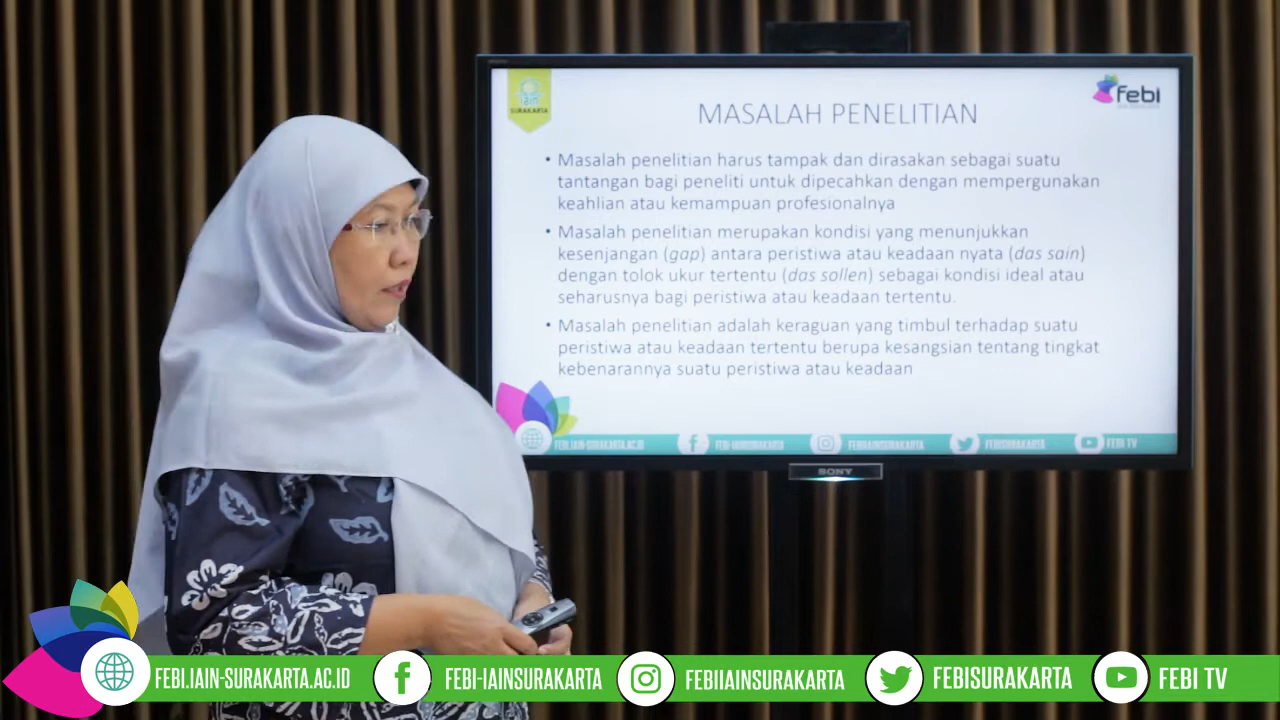 SURAKARTA
febi
MASALAH PENELITIAN
• Masalah penelitian harus tampak dan dirasakan sebagai suatu
tantangan bagi peneliti untuk dipecahkan dengan mempergunakan
keahlian atau kemampuan profesionalnya
• Masalah penelitian merupakan kondisi yang menunjukkan
kesenjangan (gap) antara peristiwa atau keadaan nyata (das sain)
dengan tolok ukur tertentu (das sollen) sebagai kondisi ideal atau
seharusnya bagi peristiwa atau keadaan tertentu.
• Masalah penelitian adalah keraguan yang timbul terhadap suatu
peristiwa atau keadaan tertentu berupa kesangsian tentang tingkat
kebenarannya suatu peristiwa atau keadaan
FEBI.IAIN-SURAKARTA.AC.ID FEBI-IAINSURAKARTA FEBIIAINSURAKARTA FEBISURAKARTA FEBI TV
SONY
FEBI.IAIN-SURAKARTA.AC.ID FEBI-IAINSURAKARTA FEBIIAINSURAKARTA FEBISURAKARTA FEBI TV